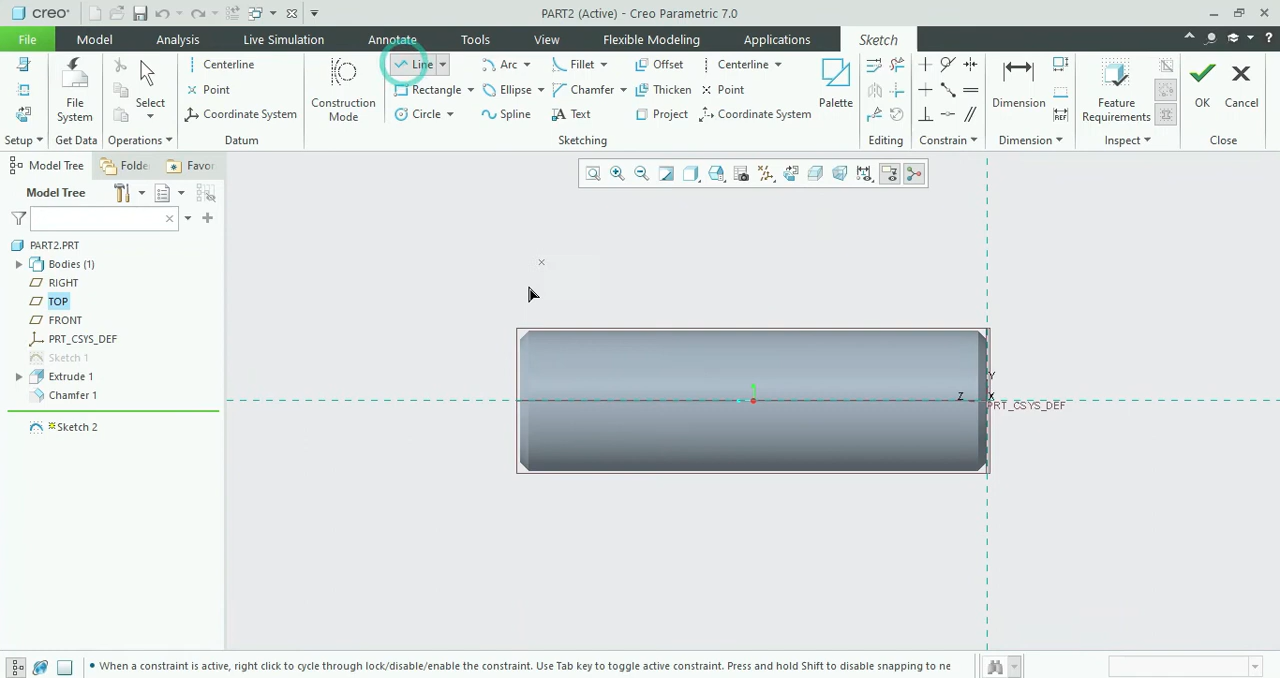 creo
PART2 (Active) - Creo Parametric 7.0
File Model Analysis Live Simulation Annotate Tools View Flexible Modeling Applications Sketch
Centerline Line Arc Fillet Offset Centerline
Point Rectangle Ellipse Chamfer Thicken Point
Coordinate System Circle Spline Text Project Coordinate System
File System Select Construction Mode Palette Dimension Feature Requirements OK Cancel
Setup Get Data Operations Datum Sketching Editing Constrain Dimension Inspect Close
Model Tree Folde Favor
Model Tree
PART2.PRT
Bodies (1)
RIGHT
TOP
FRONT
PRT_CSYS_DEF
Sketch 1
Extrude 1
Chamfer 1
Sketch 2
Y
Z X
PRT_CSYS_DEF
When a constraint is active, right click to cycle through lock/disable/enable the constraint. Use Tab key to toggle active constraint. Press and hold Shift to disable snapping to ne